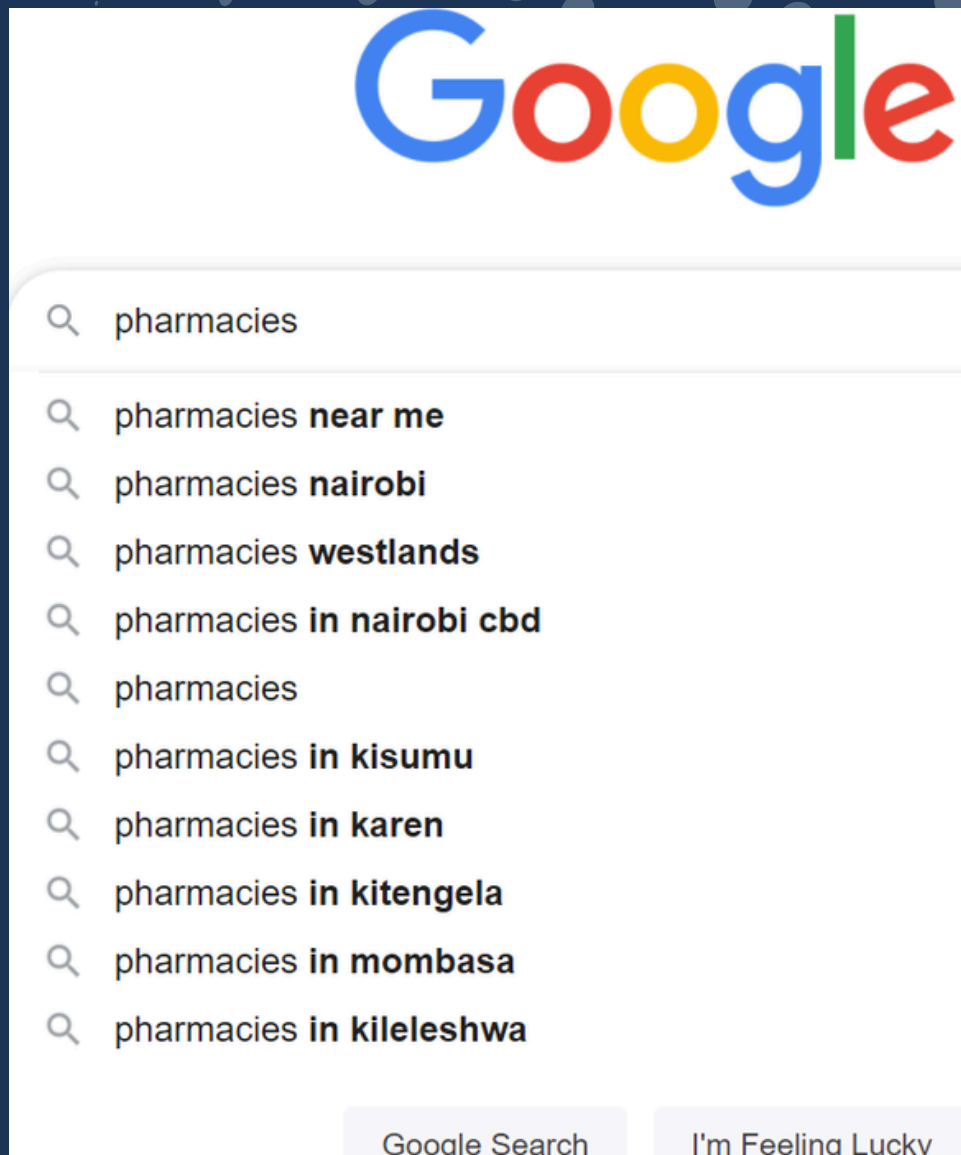 Google
pharmacies
pharmacies near me
pharmacies nairobi
pharmacies westlands
pharmacies in nairobi cbd
pharmacies
pharmacies in kisumu
pharmacies in karen
pharmacies in kitengela
pharmacies in mombasa
pharmacies in kileleshwa
Google Search I'm Feeling Lucky